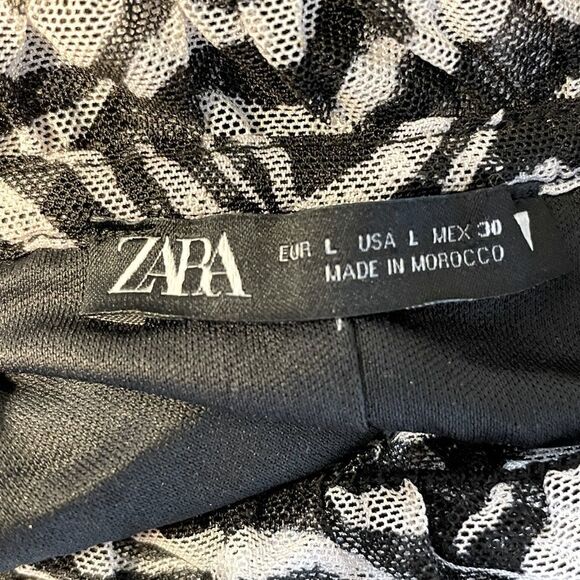 ZARA
EUR L USA L MEX 30
MADE IN MOROCCO